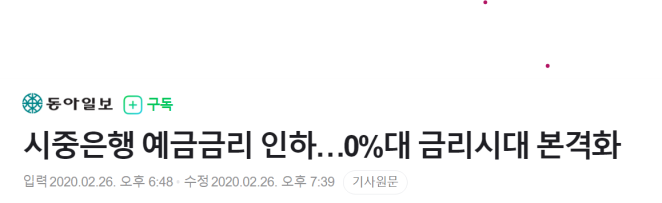 동아일보 구독
시중은행 예금금리 인하…0%대 금리시대 본격화
입력 2020.02.26. 오후 6:48 · 수정 2020.02.26. 오후 7:39 기사원문